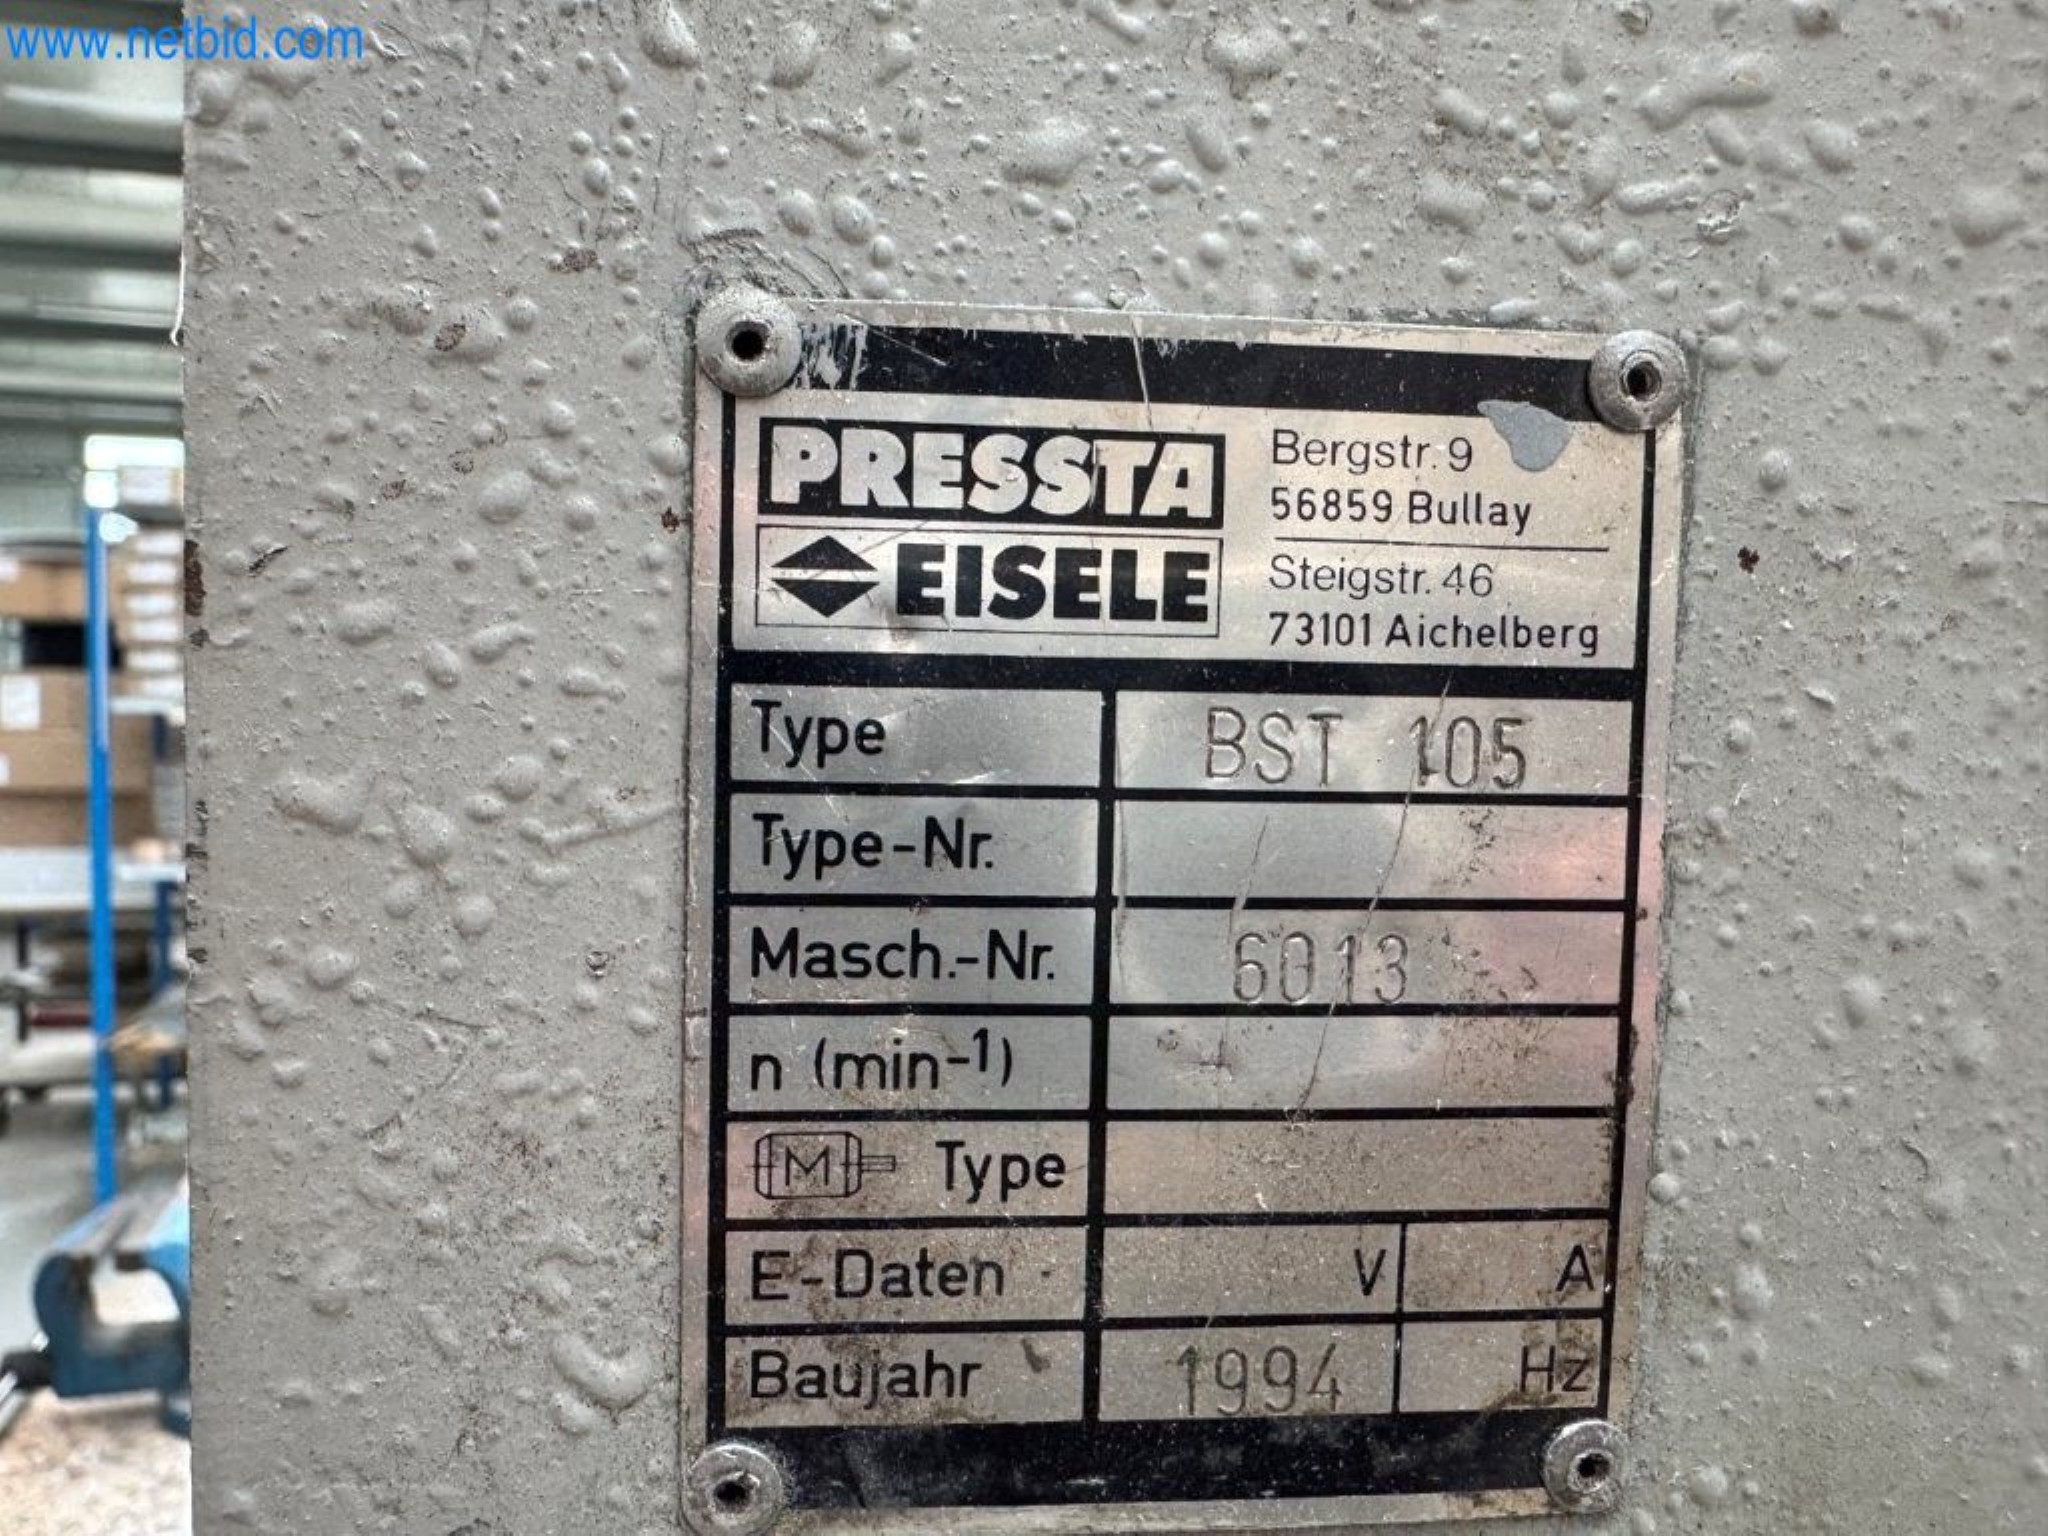 www.netbid.com
PRESSTA
EISELE
Bergstr. 9
56859 Bullay
Steigstr. 46
73101 Aichelberg
Type BST 105
Type-Nr.
Masch.-Nr. 6013
n (min-1)
M Type
E-Daten V A
Baujahr 1994 Hz